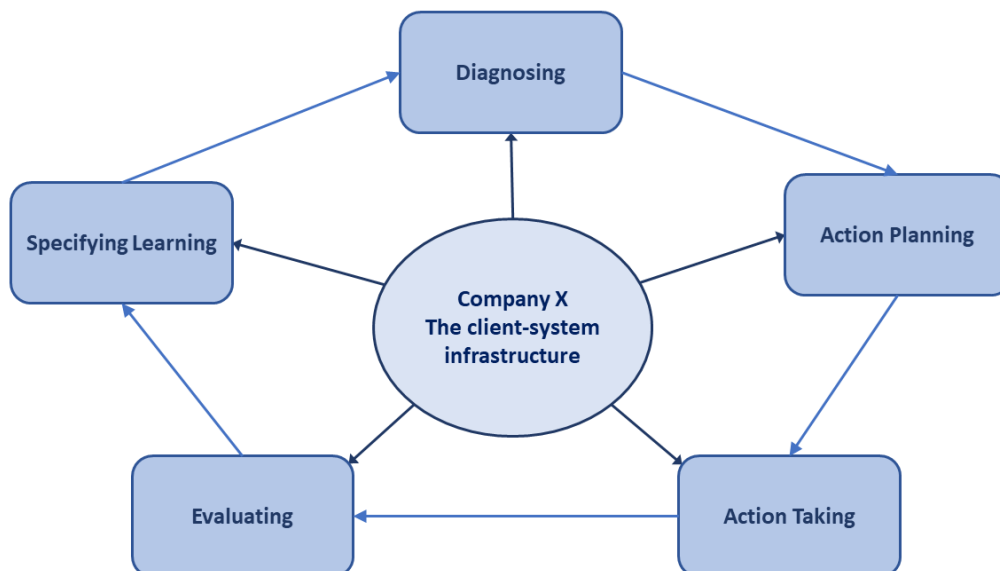 Diagnosing
Specifying Learning
Action Planning
Company X
The client-system
infrastructure
Evaluating
Action Taking